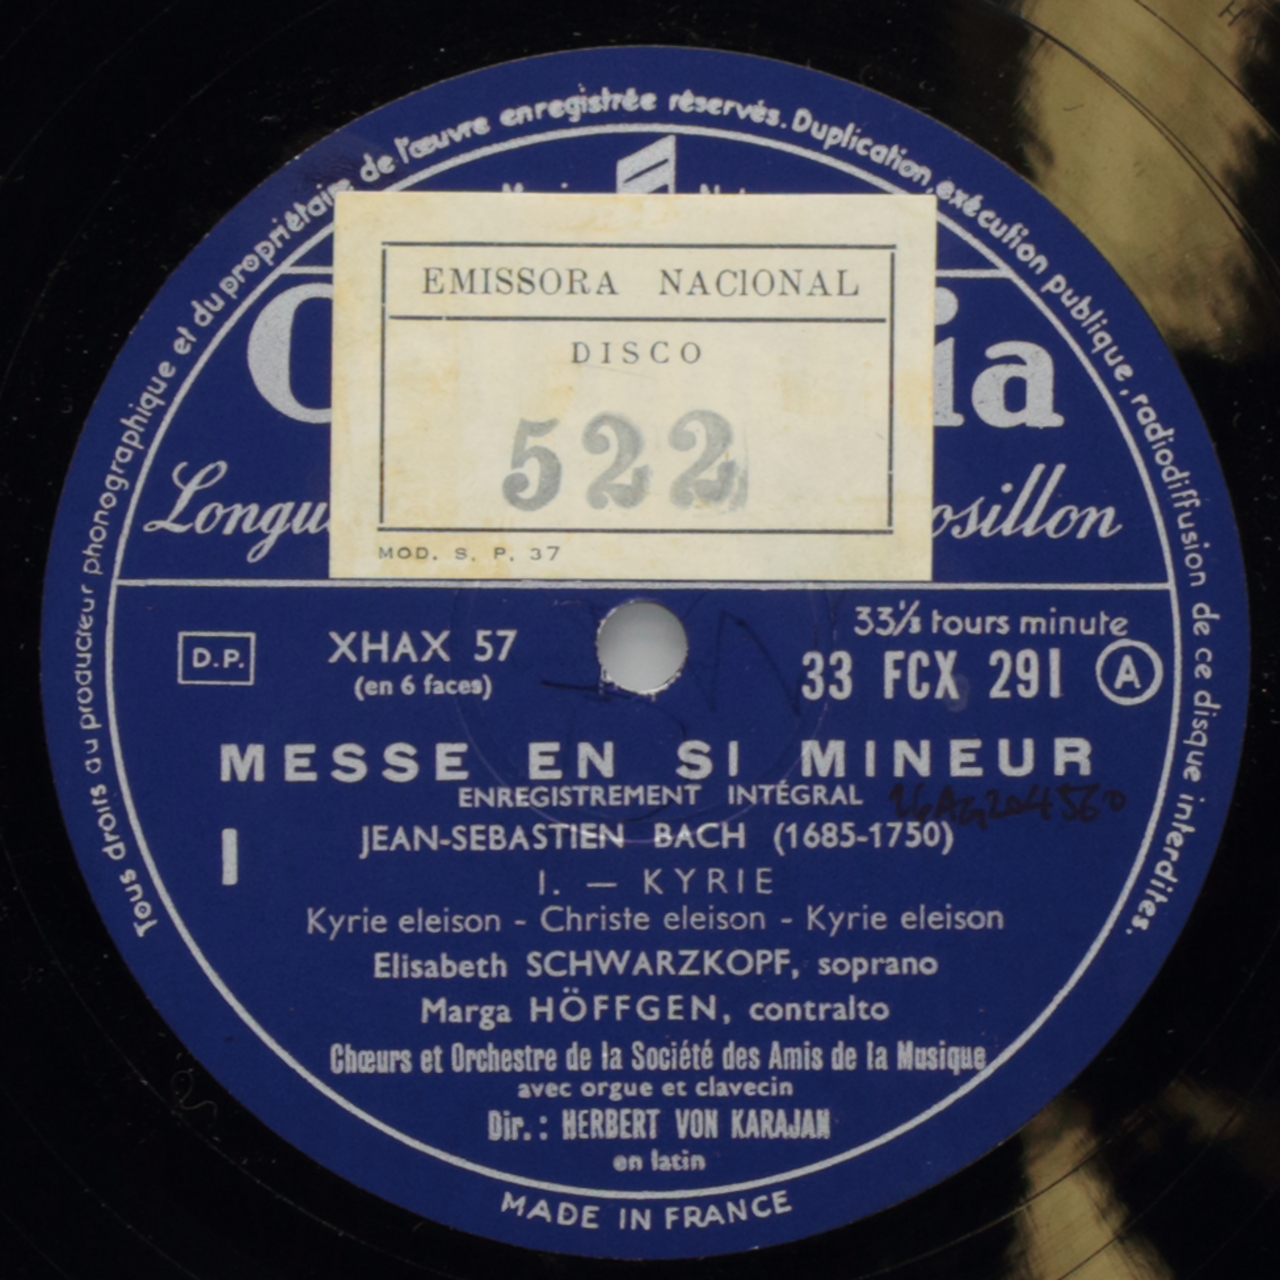 Tous droits du producteur phonographique et du propriétaire de l'œuvre enregistrée réservés. Duplication, exécution publique, radiodiffusion de ce disque interdites.
EMISSORA NACIONAL
DISCO
522
MOD. S. P. 37
33⅓ tours minute
D.P.
XHAX 57
33 FCX 291 A
(en 6 faces)
MESSE EN SI MINEUR
ENREGISTREMENT INTÉGRAL
I
JEAN-SEBASTIEN BACH (1685-1750)
I. — KYRIE
Kyrie eleison - Christe eleison - Kyrie eleison
Elisabeth SCHWARZKOPF, soprano
Marga HÖFFGEN, contralto
Chœurs et Orchestre de la Société des Amis de la Musique
avec orgue et clavecin
Dir. : HERBERT VON KARAJAN
en latin
MADE IN FRANCE